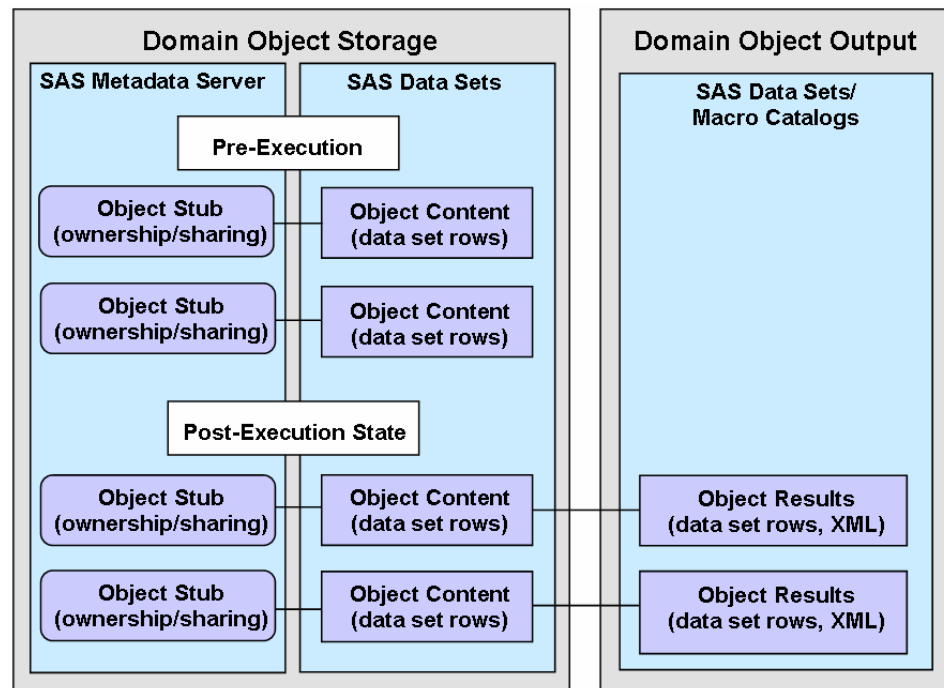 Domain Object Storage
Domain Object Output
SAS Metadata Server
SAS Data Sets
SAS Data Sets/
Macro Catalogs
Pre-Execution
Object Stub
(ownership/sharing)
Object Content
(data set rows)
Object Stub
(ownership/sharing)
Object Content
(data set rows)
Post-Execution State
Object Stub
(ownership/sharing)
Object Content
(data set rows)
Object Results
(data set rows, XML)
Object Stub
(ownership/sharing)
Object Content
(data set rows)
Object Results
(data set rows, XML)